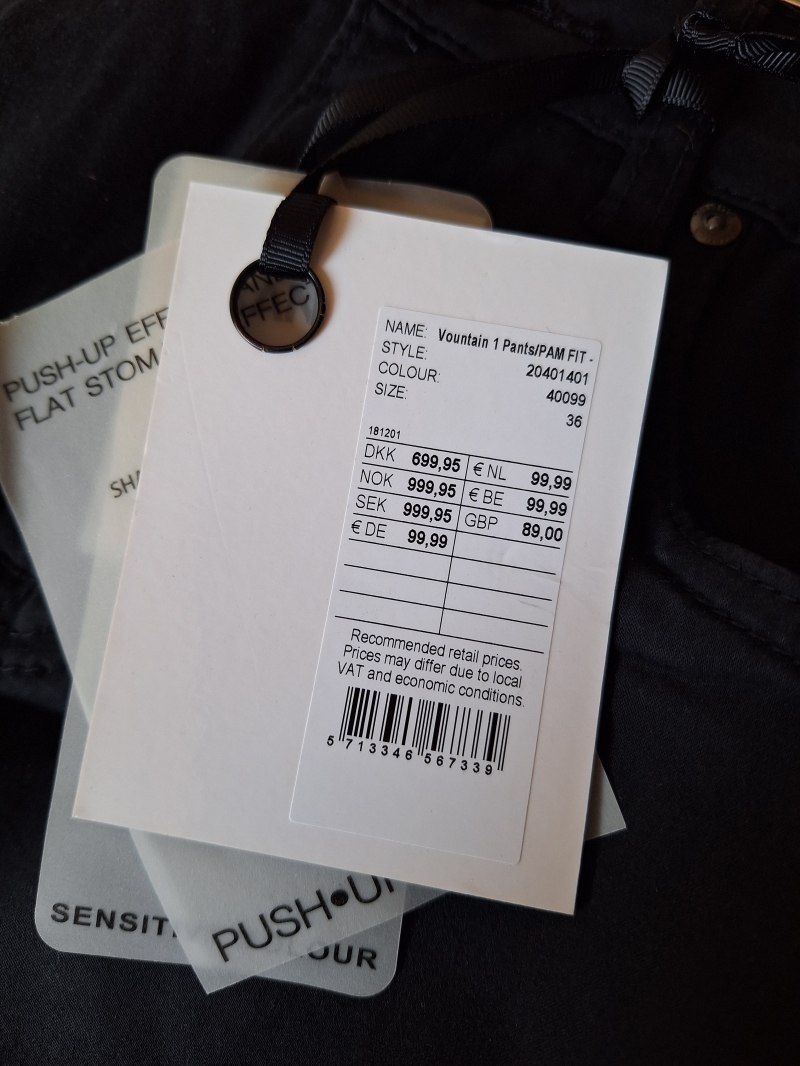 AND
FFEC
PUSH-UP EFF
FLAT STOM
SHA
NAME: Vountain 1 Pants/PAM FIT -
STYLE: 20401401
COLOUR: 40099
SIZE: 36
181201
DKK 699,95 € NL 99,99
NOK 999,95 € BE 99,99
SEK 999,95 GBP 89,00
€ DE 99,99
Recommended retail prices.
Prices may differ due to local
VAT and economic conditions.
5 713346 567339
PUSH•UP
SENSITI OUR